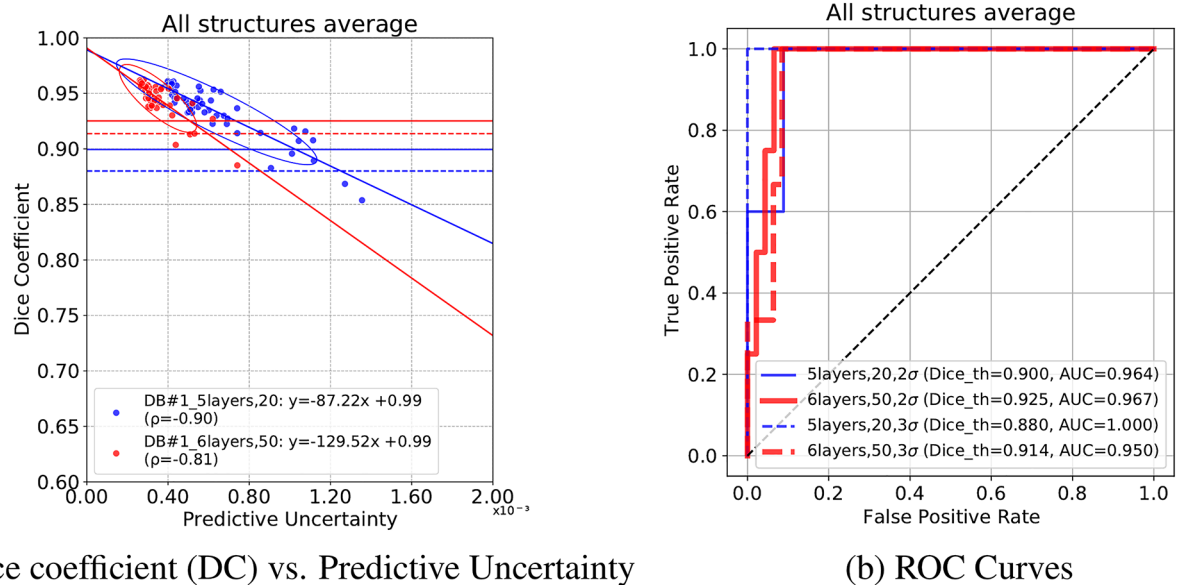 All structures average
1.00
0.95
0.90
0.85
0.80
0.75
0.70
0.65
0.60
Dice Coefficient
DB#1_5layers,20: y=-87.22x +0.99
(ρ=-0.90)
DB#1_6layers,50: y=-129.52x +0.99
(ρ=-0.81)
0.00 0.40 0.80 1.20 1.60 2.00
x10⁻³
Predictive Uncertainty
ce coefficient (DC) vs. Predictive Uncertainty
All structures average
1.0
0.8
0.6
0.4
0.2
0.0
True Positive Rate
5layers,20,2σ (Dice_th=0.900, AUC=0.964)
6layers,50,2σ (Dice_th=0.925, AUC=0.967)
5layers,20,3σ (Dice_th=0.880, AUC=1.000)
6layers,50,3σ (Dice_th=0.914, AUC=0.950)
0.0 0.2 0.4 0.6 0.8 1.0
False Positive Rate
(b) ROC Curves